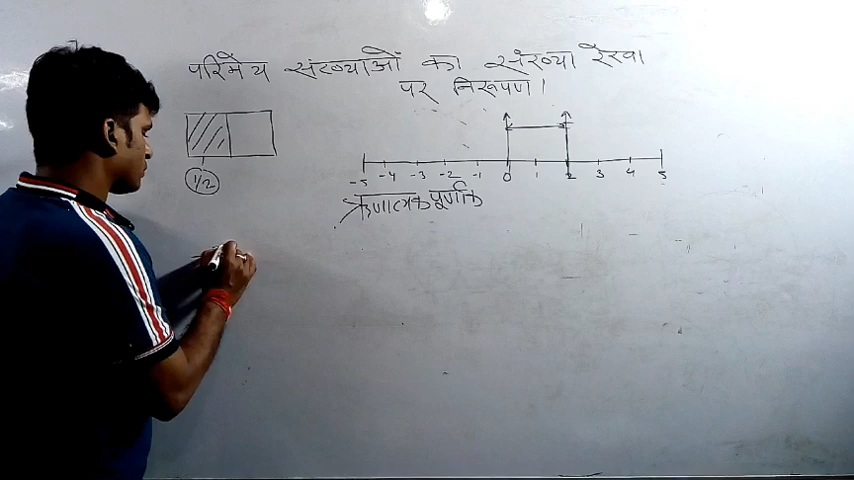 परिमेय संख्याओं का संख्या रेखा
पर निरूपण।
1/2
-5 -4 -3 -2 -1 0 1 2 3 4 5
ऋणात्मक पूर्णांक